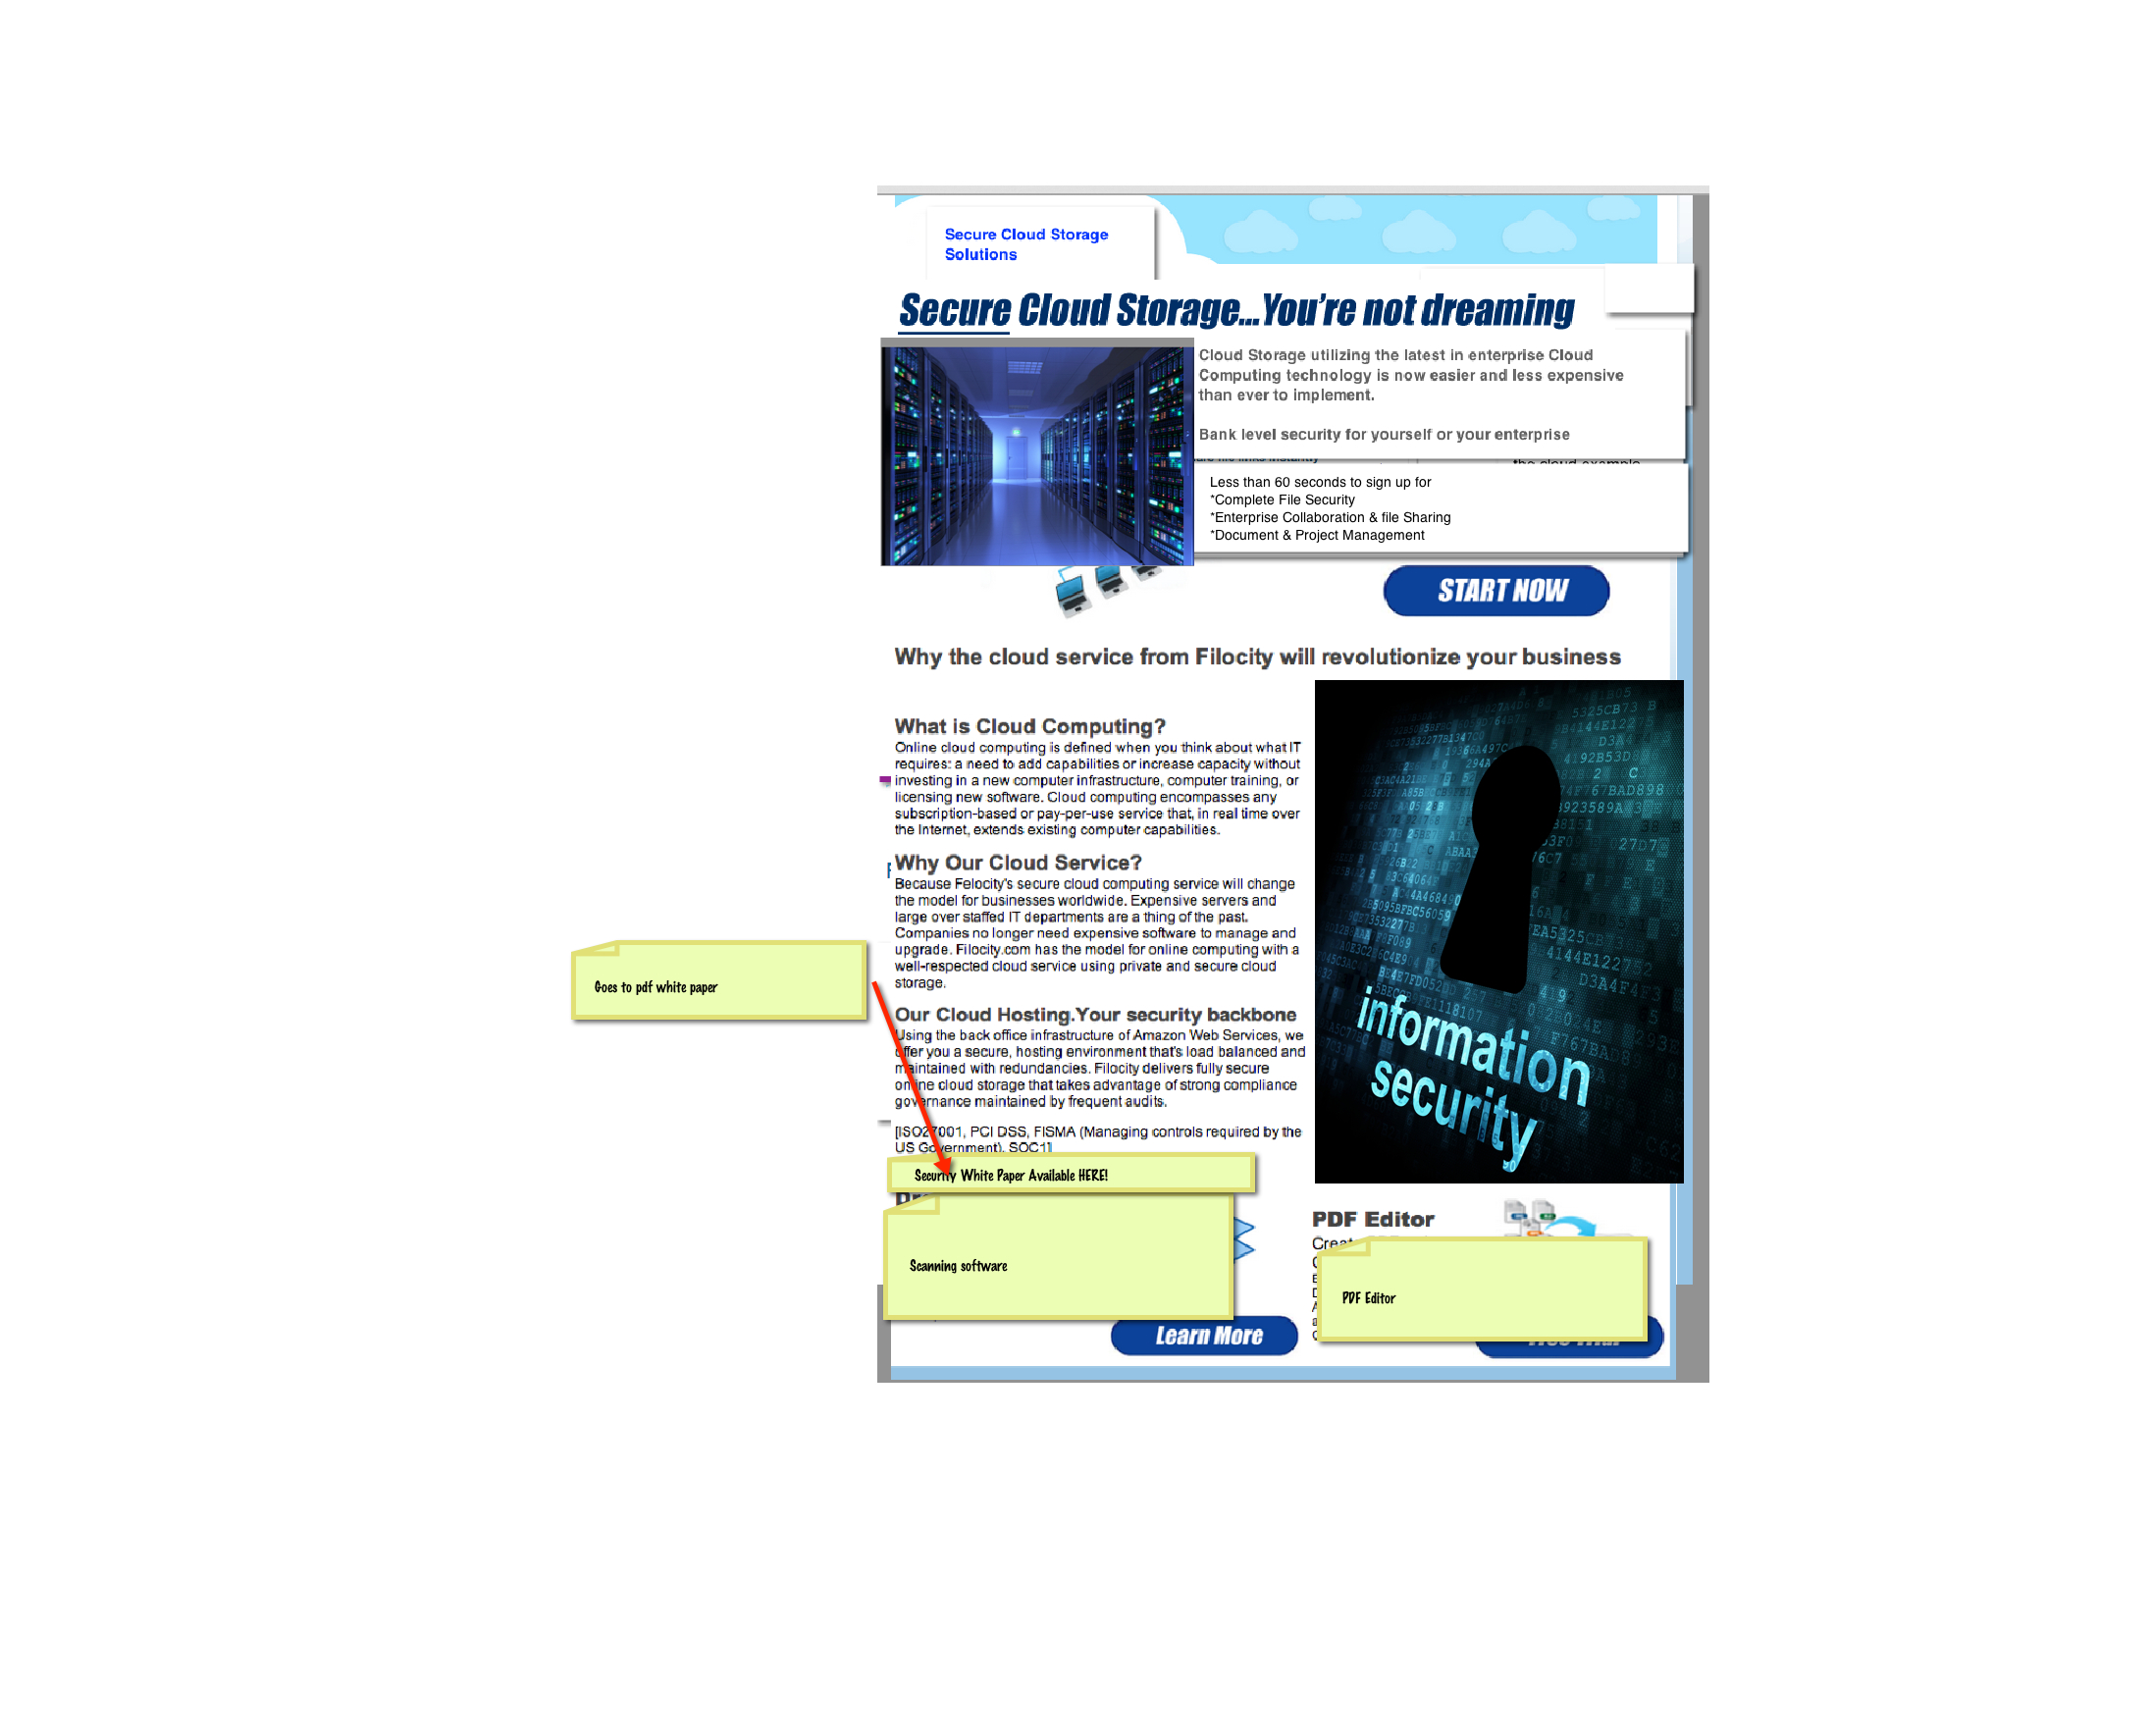 Secure Cloud Storage
Solutions
Secure Cloud Storage...You're not dreaming
Cloud Storage utilizing the latest in enterprise Cloud
Computing technology is now easier and less expensive
than ever to implement.
Bank level security for yourself or your enterprise
the cloud example
Less than 60 seconds to sign up for
*Complete File Security
*Enterprise Collaboration & file Sharing
*Document & Project Management
START NOW
Why the cloud service from Filocity will revolutionize your business
What is Cloud Computing?
Online cloud computing is defined when you think about what IT
requires: a need to add capabilities or increase capacity without
investing in a new computer infrastructure, computer training, or
licensing new software. Cloud computing encompasses any
subscription-based or pay-per-use service that, in real time over
the Internet, extends existing computer capabilities.
Why Our Cloud Service?
Because Felocity's secure cloud computing service will change
the model for businesses worldwide. Expensive servers and
large over staffed IT departments are a thing of the past.
Companies no longer need expensive software to manage and
upgrade. Filocity.com has the model for online computing with a
well-respected cloud service using private and secure cloud
storage.
Goes to pdf white paper
Our Cloud Hosting.Your security backbone
Using the back office infrastructure of Amazon Web Services, we
offer you a secure, hosting environment that's load balanced and
maintained with redundancies. Filocity delivers fully secure
online cloud storage that takes advantage of strong compliance
governance maintained by frequent audits.
[ISO27001, PCI DSS, FISMA (Managing controls required by the
US Government), SOC1]
information
security
Security White Paper Available HERE!
Scanning software
Learn More
PDF Editor
PDF Editor